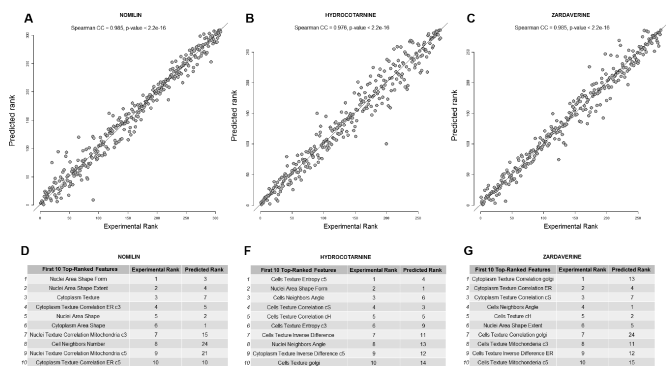 A
NOMILIN
Spearman CC = 0.985, p-value < 2.2e-16
Predicted rank
Experimental Rank
B
HYDROCOTARNINE
Spearman CC = 0.976, p-value < 2.2e-16
Predicted rank
Experimental Rank
C
ZARDAVERINE
Spearman CC = 0.985, p-value < 2.2e-16
Predicted rank
Experimental Rank
D
NOMILIN
First 10 Top-Ranked Features Experimental Rank Predicted Rank
1 Nuclei Area Shape Form 1 3
2 Nuclei Area Shape Extent 2 4
3 Cytoplasm Texture 3 7
4 Cytoplasm Texture Correlation ER c3 4 5
5 Nuclei Area Shape 5 2
6 Cytoplasm Area Shape 6 1
7 Nuclei Texture Correlation Mitochondria c3 7 15
8 Cell Neighbors Number 8 24
9 Nuclei Texture Correlation Mitochondria c5 9 21
10 Cytoplasm Texture Correlation ER c5 10 10
F
HYDROCOTARNINE
First 10 Top-Ranked Features Experimental Rank Predicted Rank
1 Cells Texture Entropy c5 1 4
2 Nuclei Area Shape Form 2 1
3 Cells Neighbors Angle 3 6
4 Cells Texture Correlation cS 4 3
5 Cells Texture Correlation cH 5 5
6 Cells Texture Entropy c3 6 9
7 Cells Texture Inverse Difference 7 11
8 Nuclei Neighbors Angle 8 13
9 Cytoplasm Texture Inverse Difference c5 9 12
10 Cells Texture golgi 10 14
G
ZARDAVERINE
First 10 Top-Ranked Features Experimental Rank Predicted Rank
1 Cytoplasm Texture Correlation golgi 1 13
2 Cytoplasm Texture Correlation ER 2 4
3 Cytoplasm Texture Correlation cS 3 7
4 Cells Neighbors Angle 4 1
5 Cells Texture cH 5 2
6 Nuclei Area Shape Extent 6 5
7 Cells Texture Correlation golgi 7 24
8 Cells Texture Mitochondria c3 8 11
9 Cells Texture Inverse Difference ER 9 12
10 Cells Texture Mitochondria c5 10 15